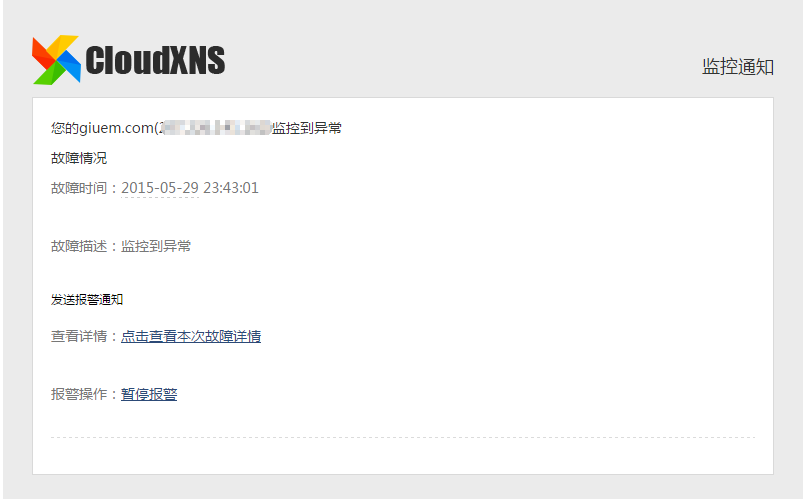 CloudXNS
监控通知
您的giuem.com(监控到异常
故障情况
故障时间：2015-05-29 23:43:01
故障描述：监控到异常
发送报警通知
查看详情：点击查看本次故障详情
报警操作：暂停报警